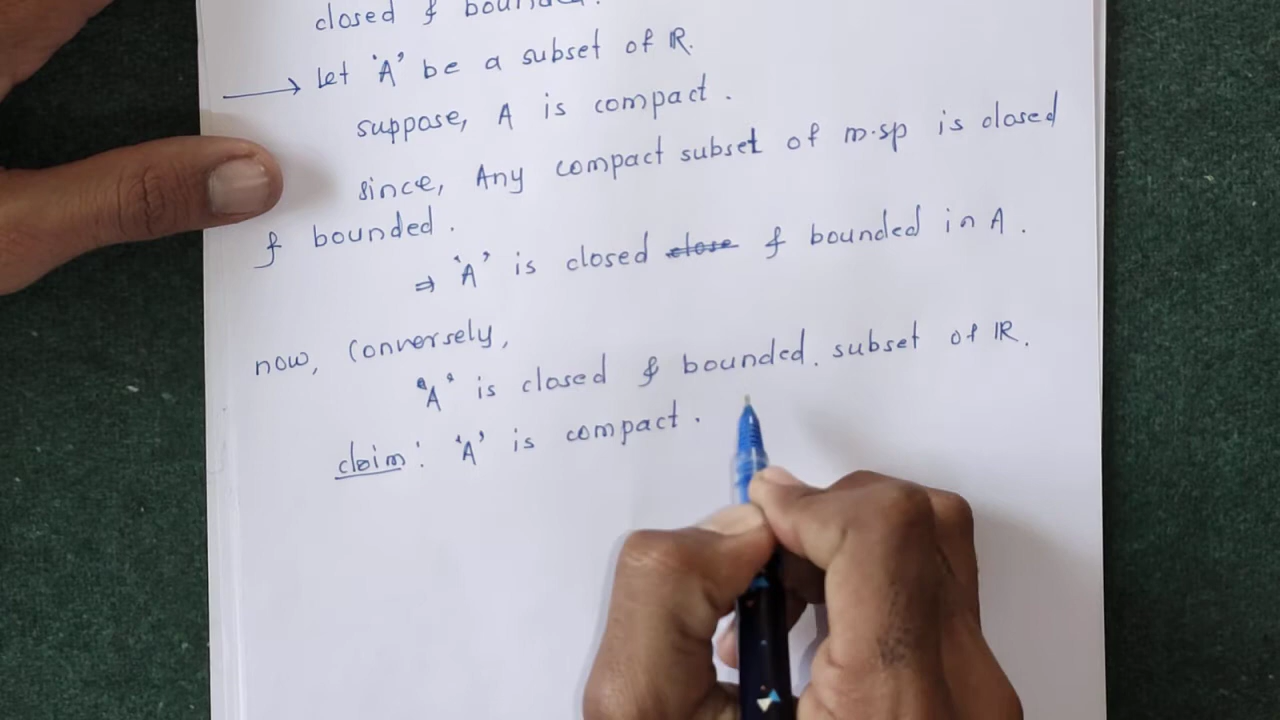 closed & bounded.
→ Let 'A' be a subset of ℝ.
suppose, A is compact.
since, Any compact subset of m.sp is closed
& bounded.
⇒ 'A' is closed close & bounded in A.
now, conversely,
'A' is closed & bounded. subset of ℝ.
claim: 'A' is compact.